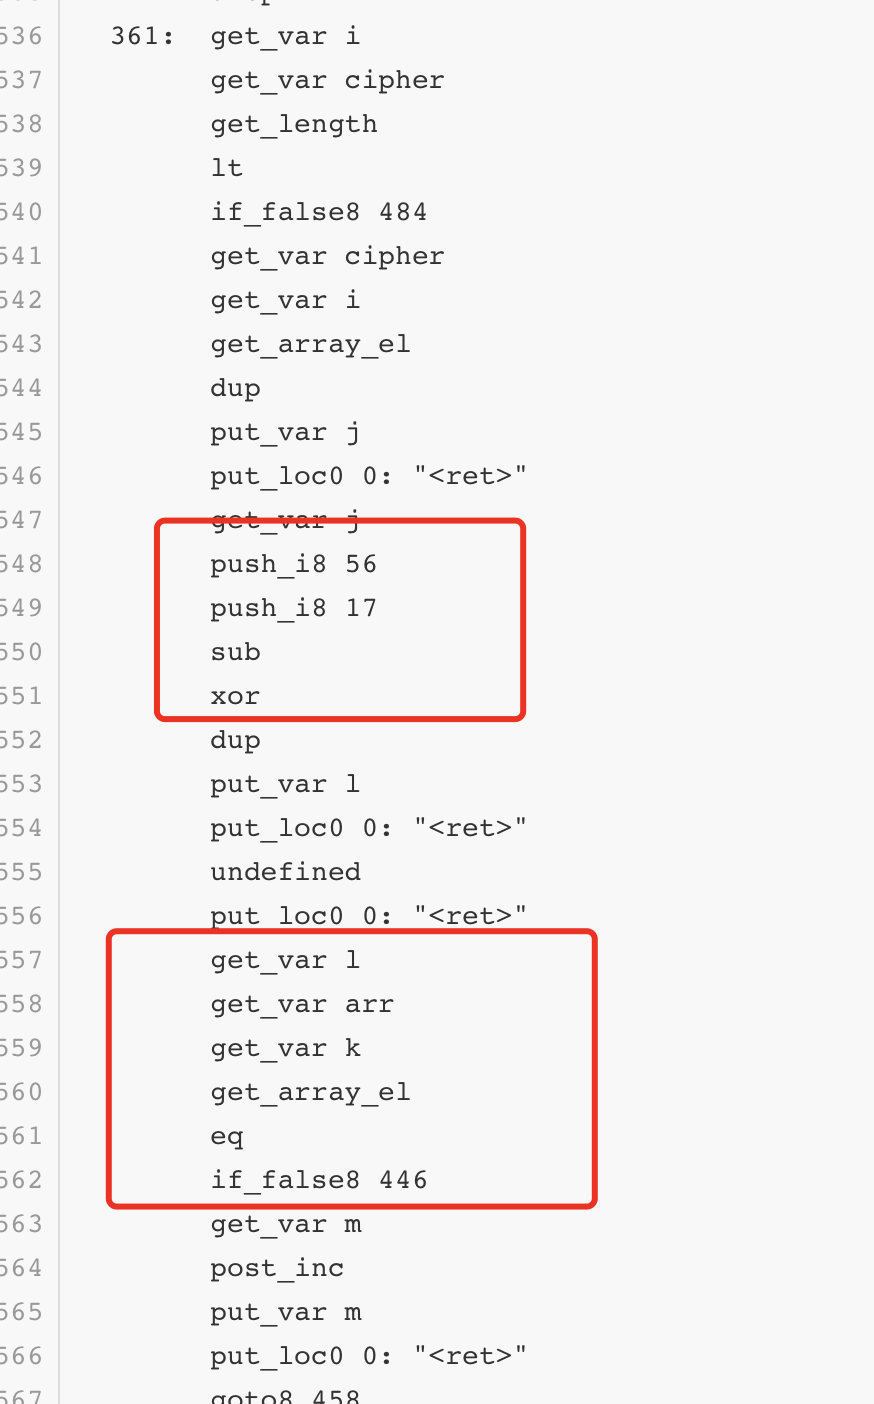 536 361: get_var i
537 get_var cipher
538 get_length
539 lt
540 if_false8 484
541 get_var cipher
542 get_var i
543 get_array_el
544 dup
545 put_var j
546 put_loc0 0: "<ret>"
547 get_var j
548 push_i8 56
549 push_i8 17
550 sub
551 xor
552 dup
553 put_var l
554 put_loc0 0: "<ret>"
555 undefined
556 put_loc0 0: "<ret>"
557 get_var l
558 get_var arr
559 get_var k
560 get_array_el
561 eq
562 if_false8 446
563 get_var m
564 post_inc
565 put_var m
566 put_loc0 0: "<ret>"
567 goto8 458